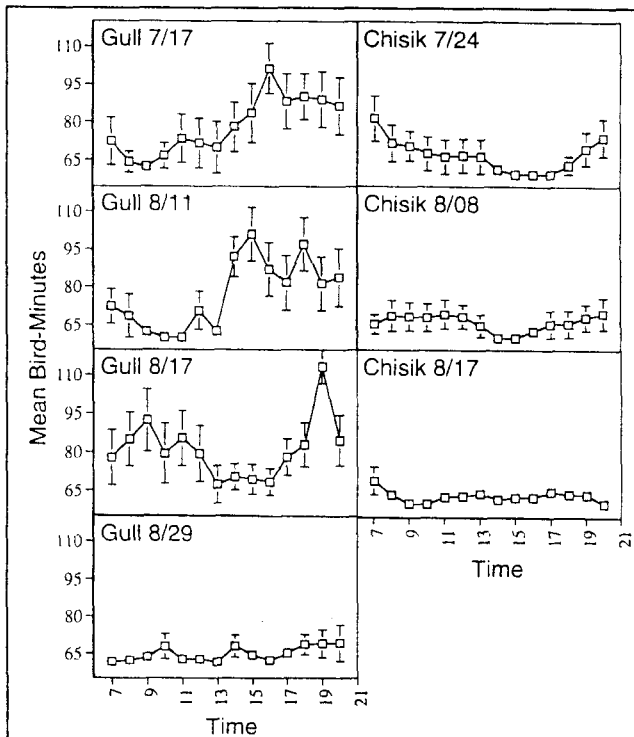 Gull 7/17
Chisik 7/24
110
95
80
65
Gull 8/11
Chisik 8/08
110
95
80
65
Mean Bird-Minutes
Gull 8/17
Chisik 8/17
110
95
80
65
Gull 8/29
110
95
80
65
7 9 11 13 15 17 19 21
Time
7 9 11 13 15 17 19 21
Time